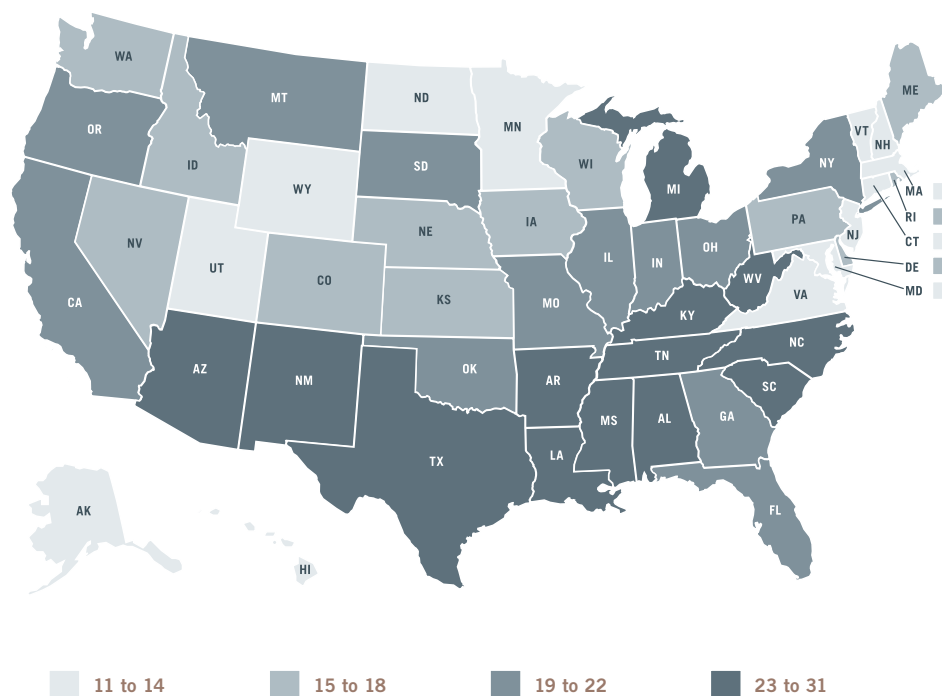 WA
MT
ND
MN
ME
OR
ID
SD
WI
VT
NH
WY
MI
NY
MA
NV
NE
IA
PA
RI
UT
CO
IL
IN
OH
NJ
CT
CA
KS
MO
WV
DE
VA
MD
KY
AZ
NM
OK
AR
TN
NC
SC
MS
AL
GA
TX
LA
AK
FL
HI
11 to 14
15 to 18
19 to 22
23 to 31